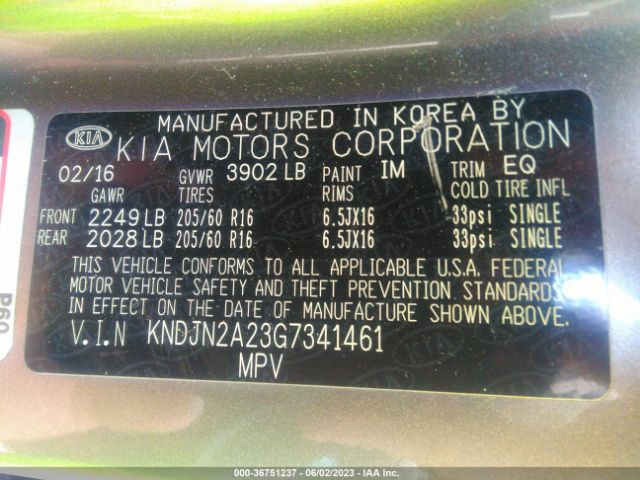 MANUFACTURED IN KOREA BY
KIA KIA MOTORS CORPORATION
02/16 GVWR 3902 LB PAINT IM TRIM EQ
GAWR TIRES RIMS COLD TIRE INFL
FRONT 2249 LB 205/60 R16 6.5JX16 33psi SINGLE
REAR 2028 LB 205/60 R16 6.5JX16 33psi SINGLE
THIS VEHICLE CONFORMS TO ALL APPLICABLE U.S.A. FEDERAL
MOTOR VEHICLE SAFETY AND THEFT PREVENTION STANDARDS
IN EFFECT ON THE DATE OF MANUFACTURE SHOWN ABOVE.
V.I.N KNDJN2A23G7341461
MPV
P60
000-36751237 - 06/02/2023 - IAA Inc.